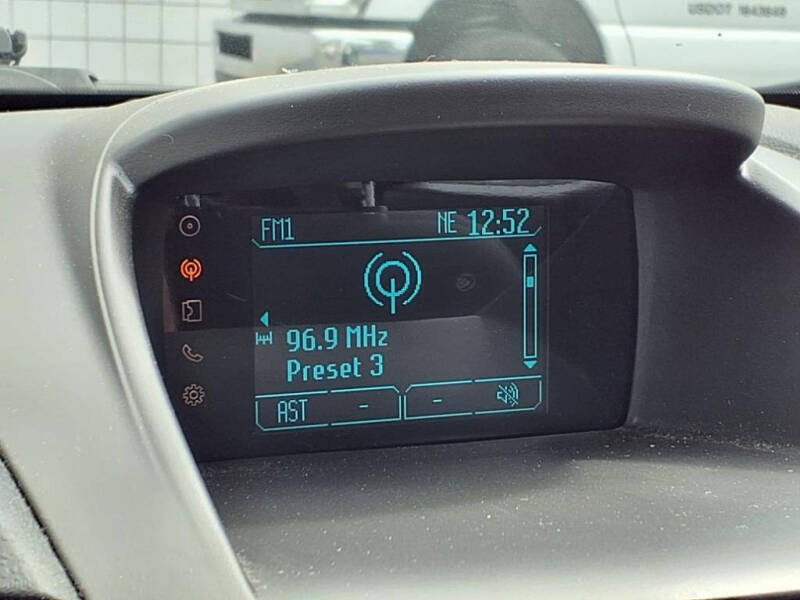 USDOT
FM1 NE 12:52
96.9 MHz
Preset 3
AST - -